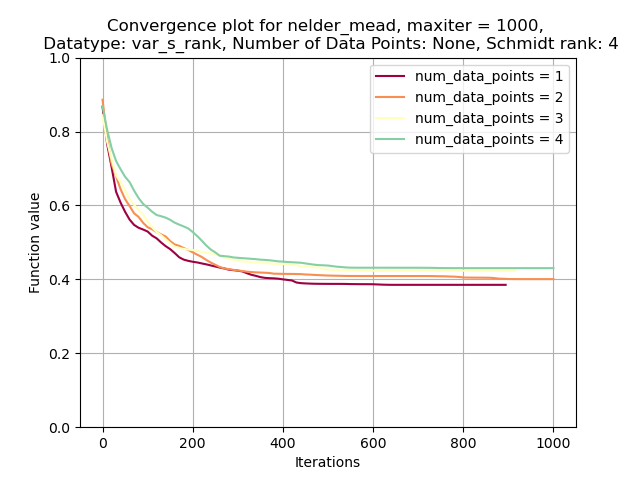 Convergence plot for nelder_mead, maxiter = 1000,
Datatype: var_s_rank, Number of Data Points: None, Schmidt rank: 4
num_data_points = 1
num_data_points = 2
num_data_points = 3
num_data_points = 4
1.0
0.8
0.6
0.4
0.2
0.0
Function value
0 200 400 600 800 1000
Iterations